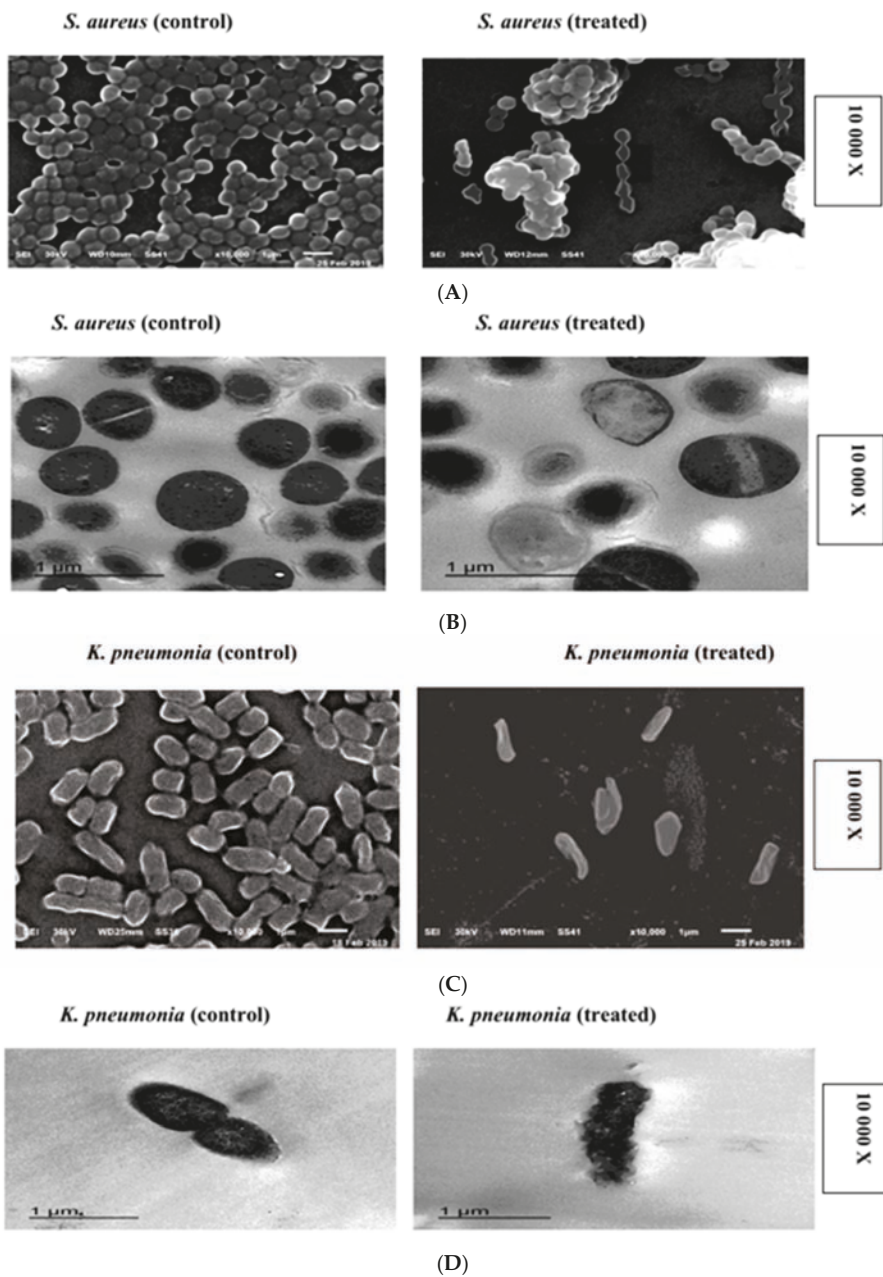 S. aureus (control) S. aureus (treated)
10 000 X
SEI 30kV WD10mm SS41 x10,000 1µm
25 Feb 2019
SEI 30kV WD12mm SS41
(A)
S. aureus (control) S. aureus (treated)
10 000 X
1 µm 1 µm
(B)
K. pneumonia (control) K. pneumonia (treated)
10 000 X
SEI 30kV WD25mm x10,000 1µm
Feb 2019
SEI 30kV WD11mm SS41 x10,000 1µm
25 Feb 2019
(C)
K. pneumonia (control) K. pneumonia (treated)
10 000 X
1 µm 1 µm
(D)